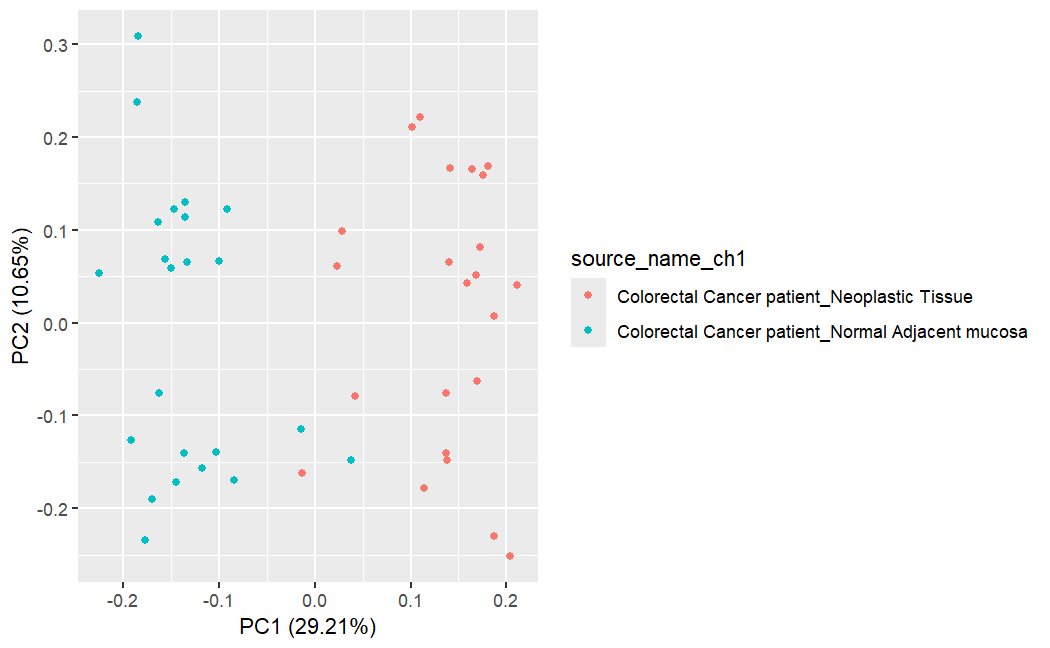 0.3
0.2
0.1
0.0
-0.1
-0.2
PC2 (10.65%)
-0.2
-0.1
0.0
0.1
0.2
PC1 (29.21%)
source_name_ch1
Colorectal Cancer patient_Neoplastic Tissue
Colorectal Cancer patient_Normal Adjacent mucosa